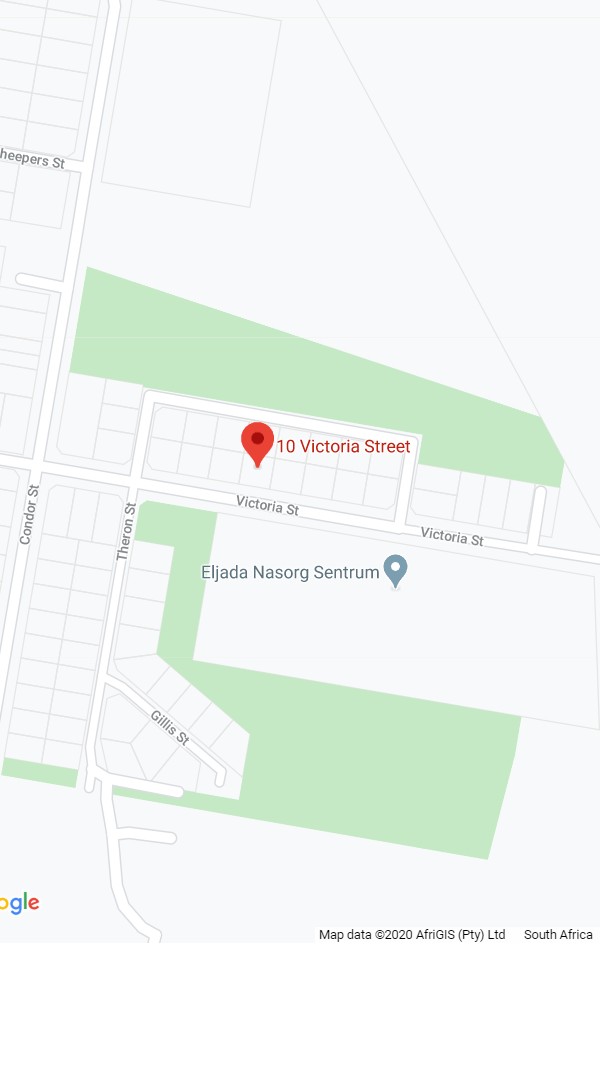 heepers St
10 Victoria Street
Condor St
Theron St
Victoria St
Victoria St
Eljada Nasorg Sentrum
Gillis St
ogle
Map data ©2020 AfriGIS (Pty) Ltd South Africa